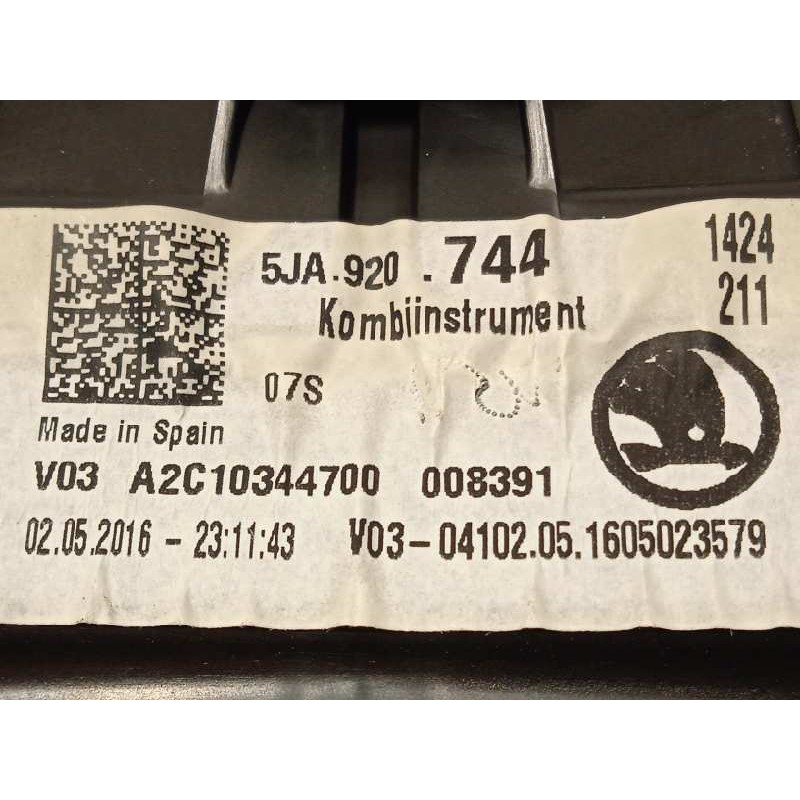 5JA.920 .744
1424
211
Kombiinstrument
07S
Made in Spain
V03 A2C10344700 008391
02.05.2016 - 23:11:43 V03-04102.05.1605023579